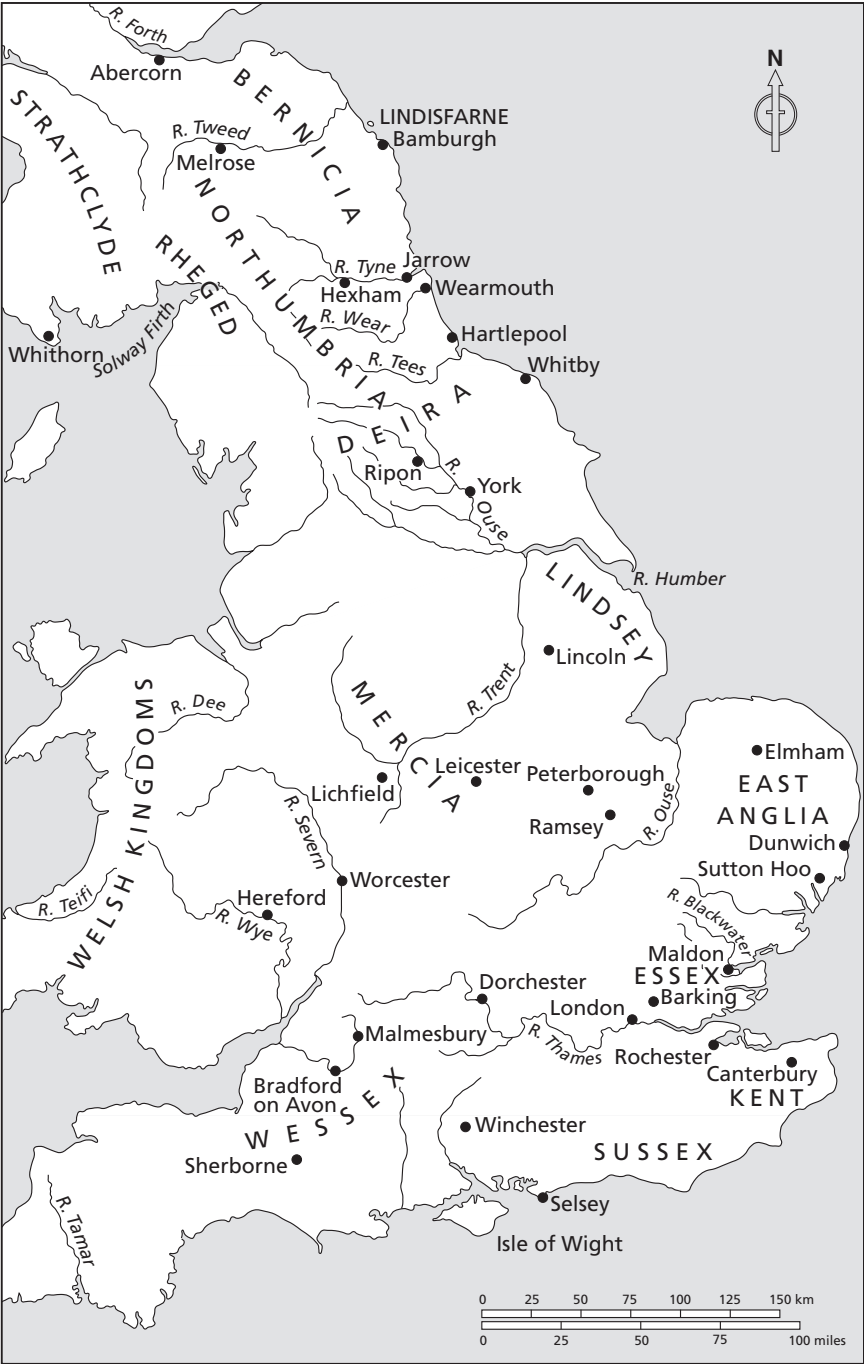 R. Forth
Abercorn
N
BERNICIA
STRATHCLYDE
LINDISFARNE
Bamburgh
R. Tweed
Melrose
NORTHUMBRIA
RHEGED
R. Tyne
Jarrow
Hexham
Wearmouth
R. Wear
Hartlepool
Whithorn
Solway Firth
R. Tees
Whitby
DEIRA
Ripon
R. Ouse
York
R. Humber
LINDSEY
Lincoln
R. Trent
R. Dee
MERCIA
WELSH KINGDOMS
Elmham
Leicester
Peterborough
Lichfield
EAST
ANGLIA
R. Severn
Ramsey
R. Ouse
Dunwich
Sutton Hoo
Worcester
R. Teifi
Hereford
R. Wye
R. Blackwater
Maldon
ESSEX
Dorchester
Barking
London
Malmesbury
R. Thames
Rochester
Canterbury
KENT
Bradford
on Avon
WESSEX
Winchester
SUSSEX
Sherborne
Selsey
R. Tamar
Isle of Wight
0 25 50 75 100 125 150 km
0 25 50 75 100 miles